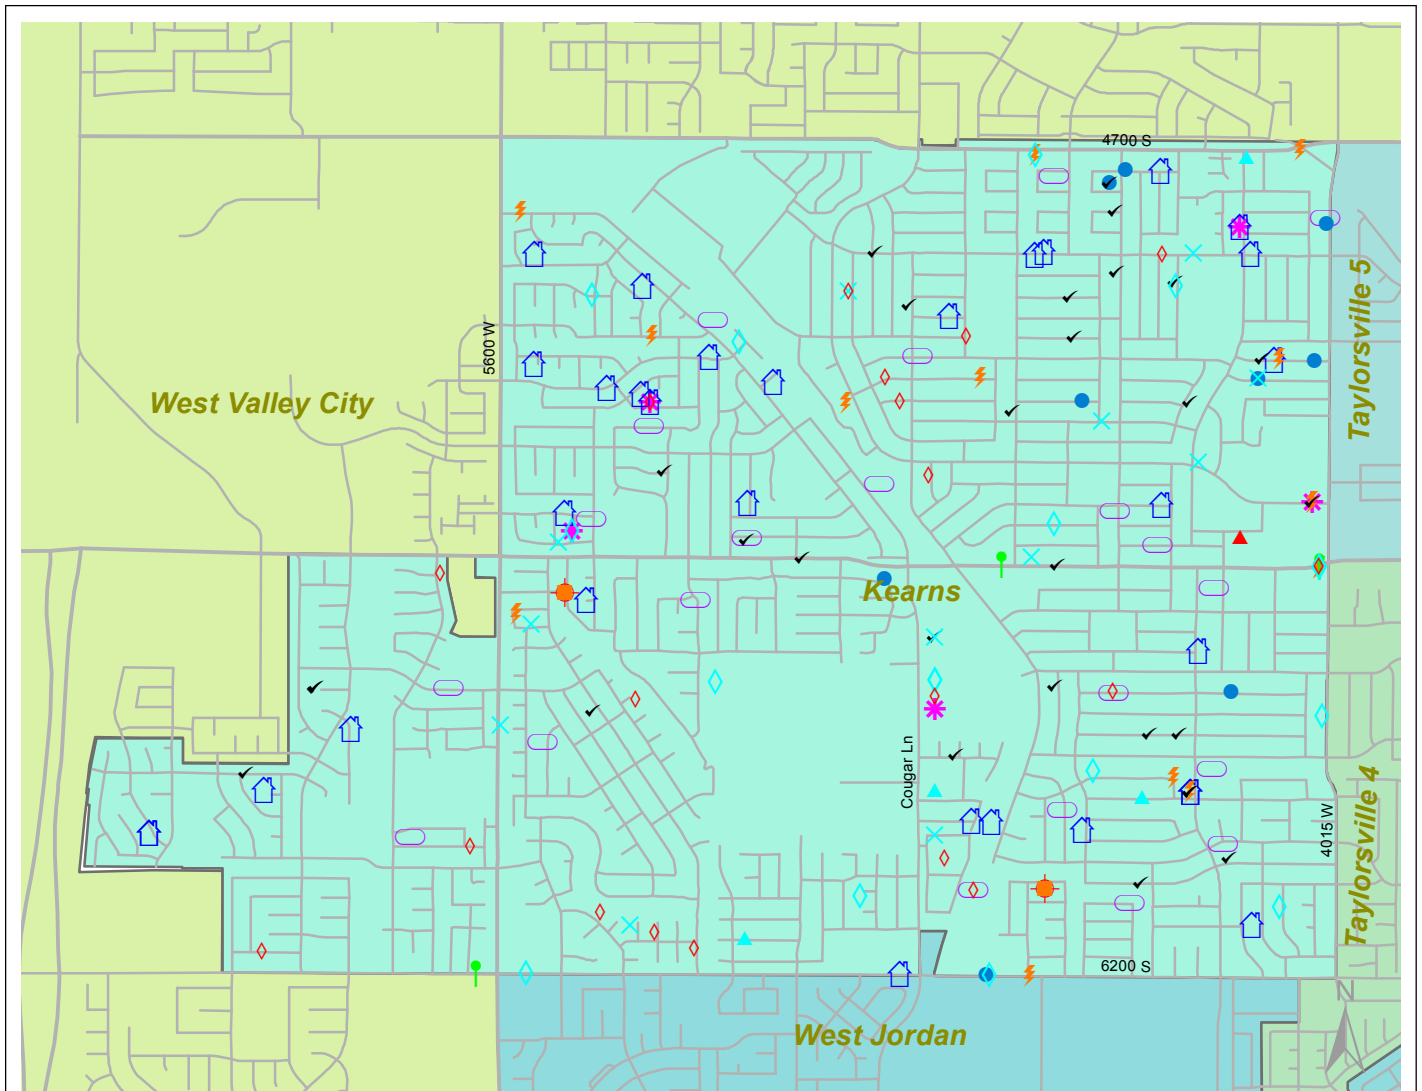 4700 S
Taylorsville 5
5600 W
West Valley City
Kearns
Cougar Ln
4015 W
Taylorsville 4
6200 S
N
West Jordan